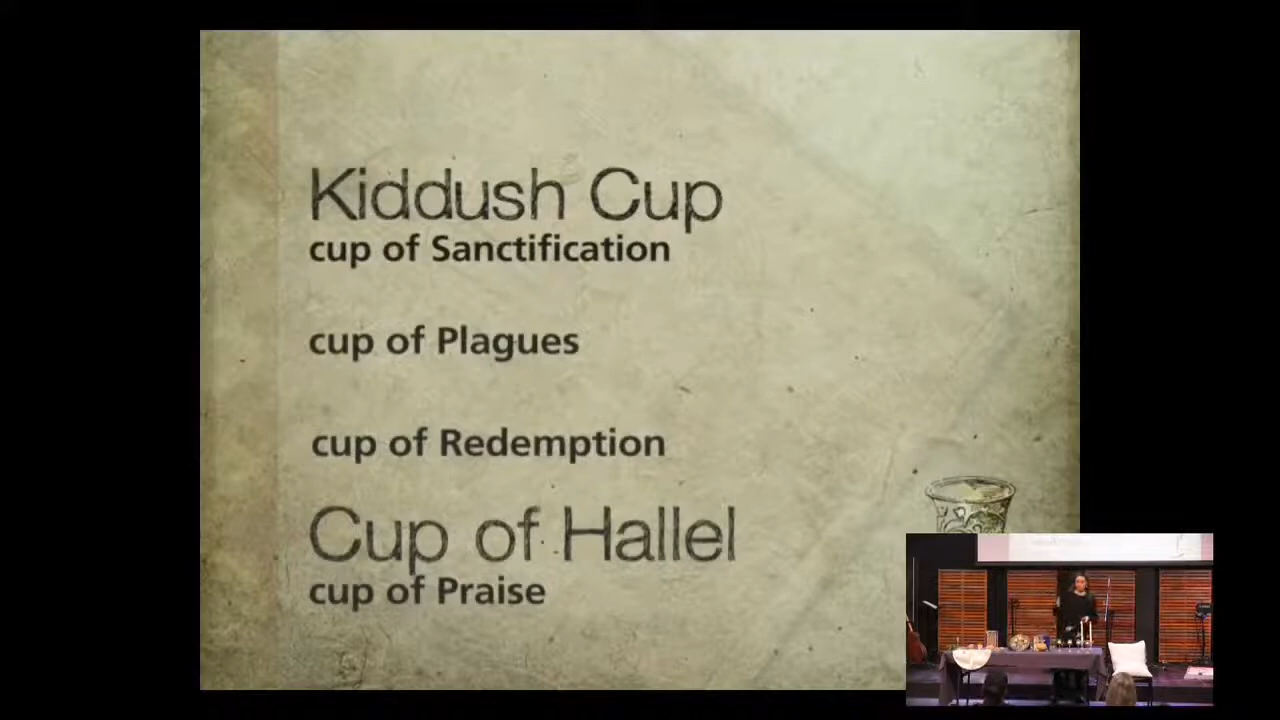 Kiddush Cup
cup of Sanctification
cup of Plagues
cup of Redemption
Cup of Hallel
cup of Praise